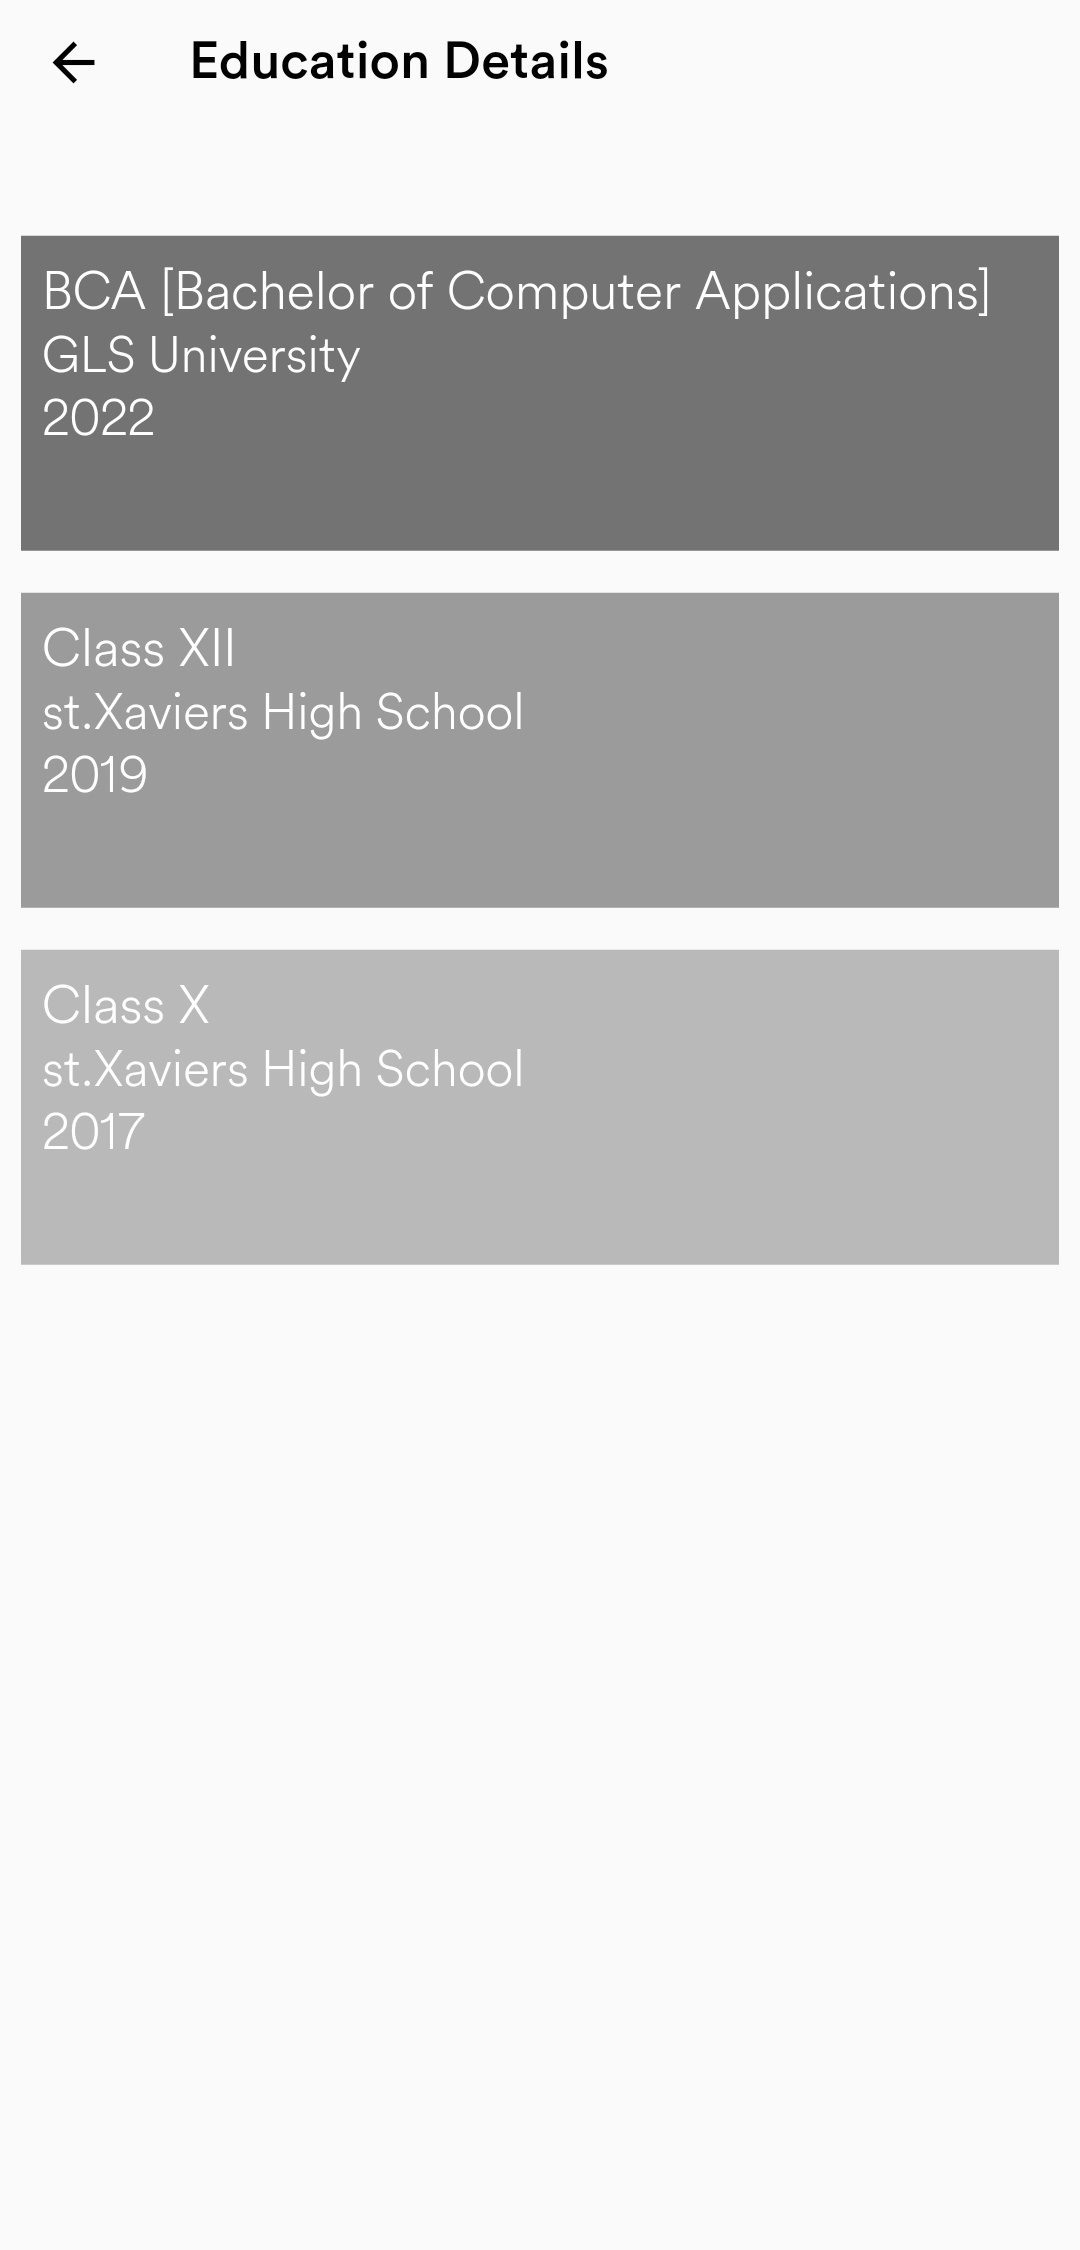 Education Details
BCA [Bachelor of Computer Applications]
GLS University
2022
Class XII
st.Xaviers High School
2019
Class X
st.Xaviers High School
2017